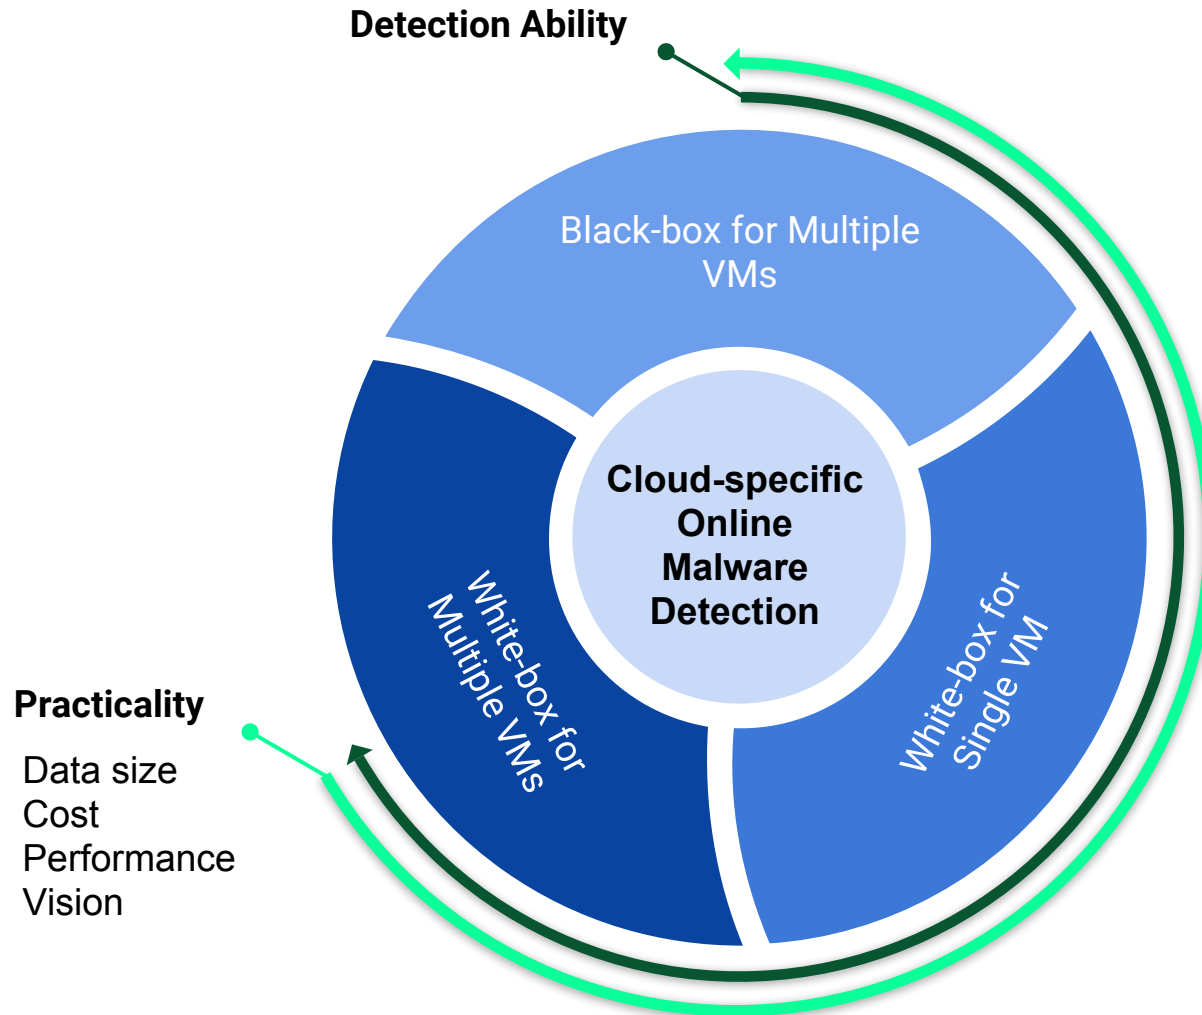 Detection Ability
Black-box for Multiple
VMs
Cloud-specific
Online
Malware
Detection
White-box for
Single VM
White-box for
Multiple VMs
Practicality
Data size
Cost
Performance
Vision